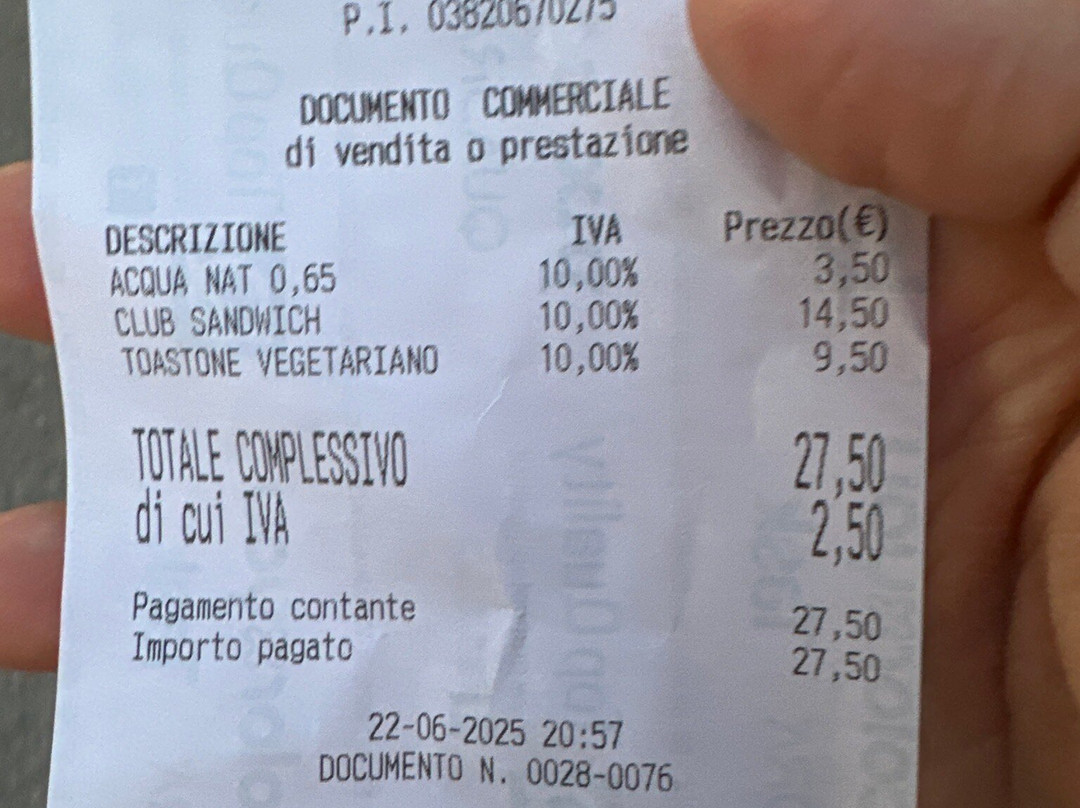 P.I. 03820670275
DOCUMENTO COMMERCIALE
di vendita o prestazione
DESCRIZIONE IVA Prezzo(€)
ACQUA NAT 0,65 10,00% 3,50
CLUB SANDWICH 10,00% 14,50
TOASTONE VEGETARIANO 10,00% 9,50
TOTALE COMPLESSIVO 27,50
di cui IVA 2,50
Pagamento contante 27,50
Importo pagato 27,50
22-06-2025 20:57
DOCUMENTO N. 0028-0076